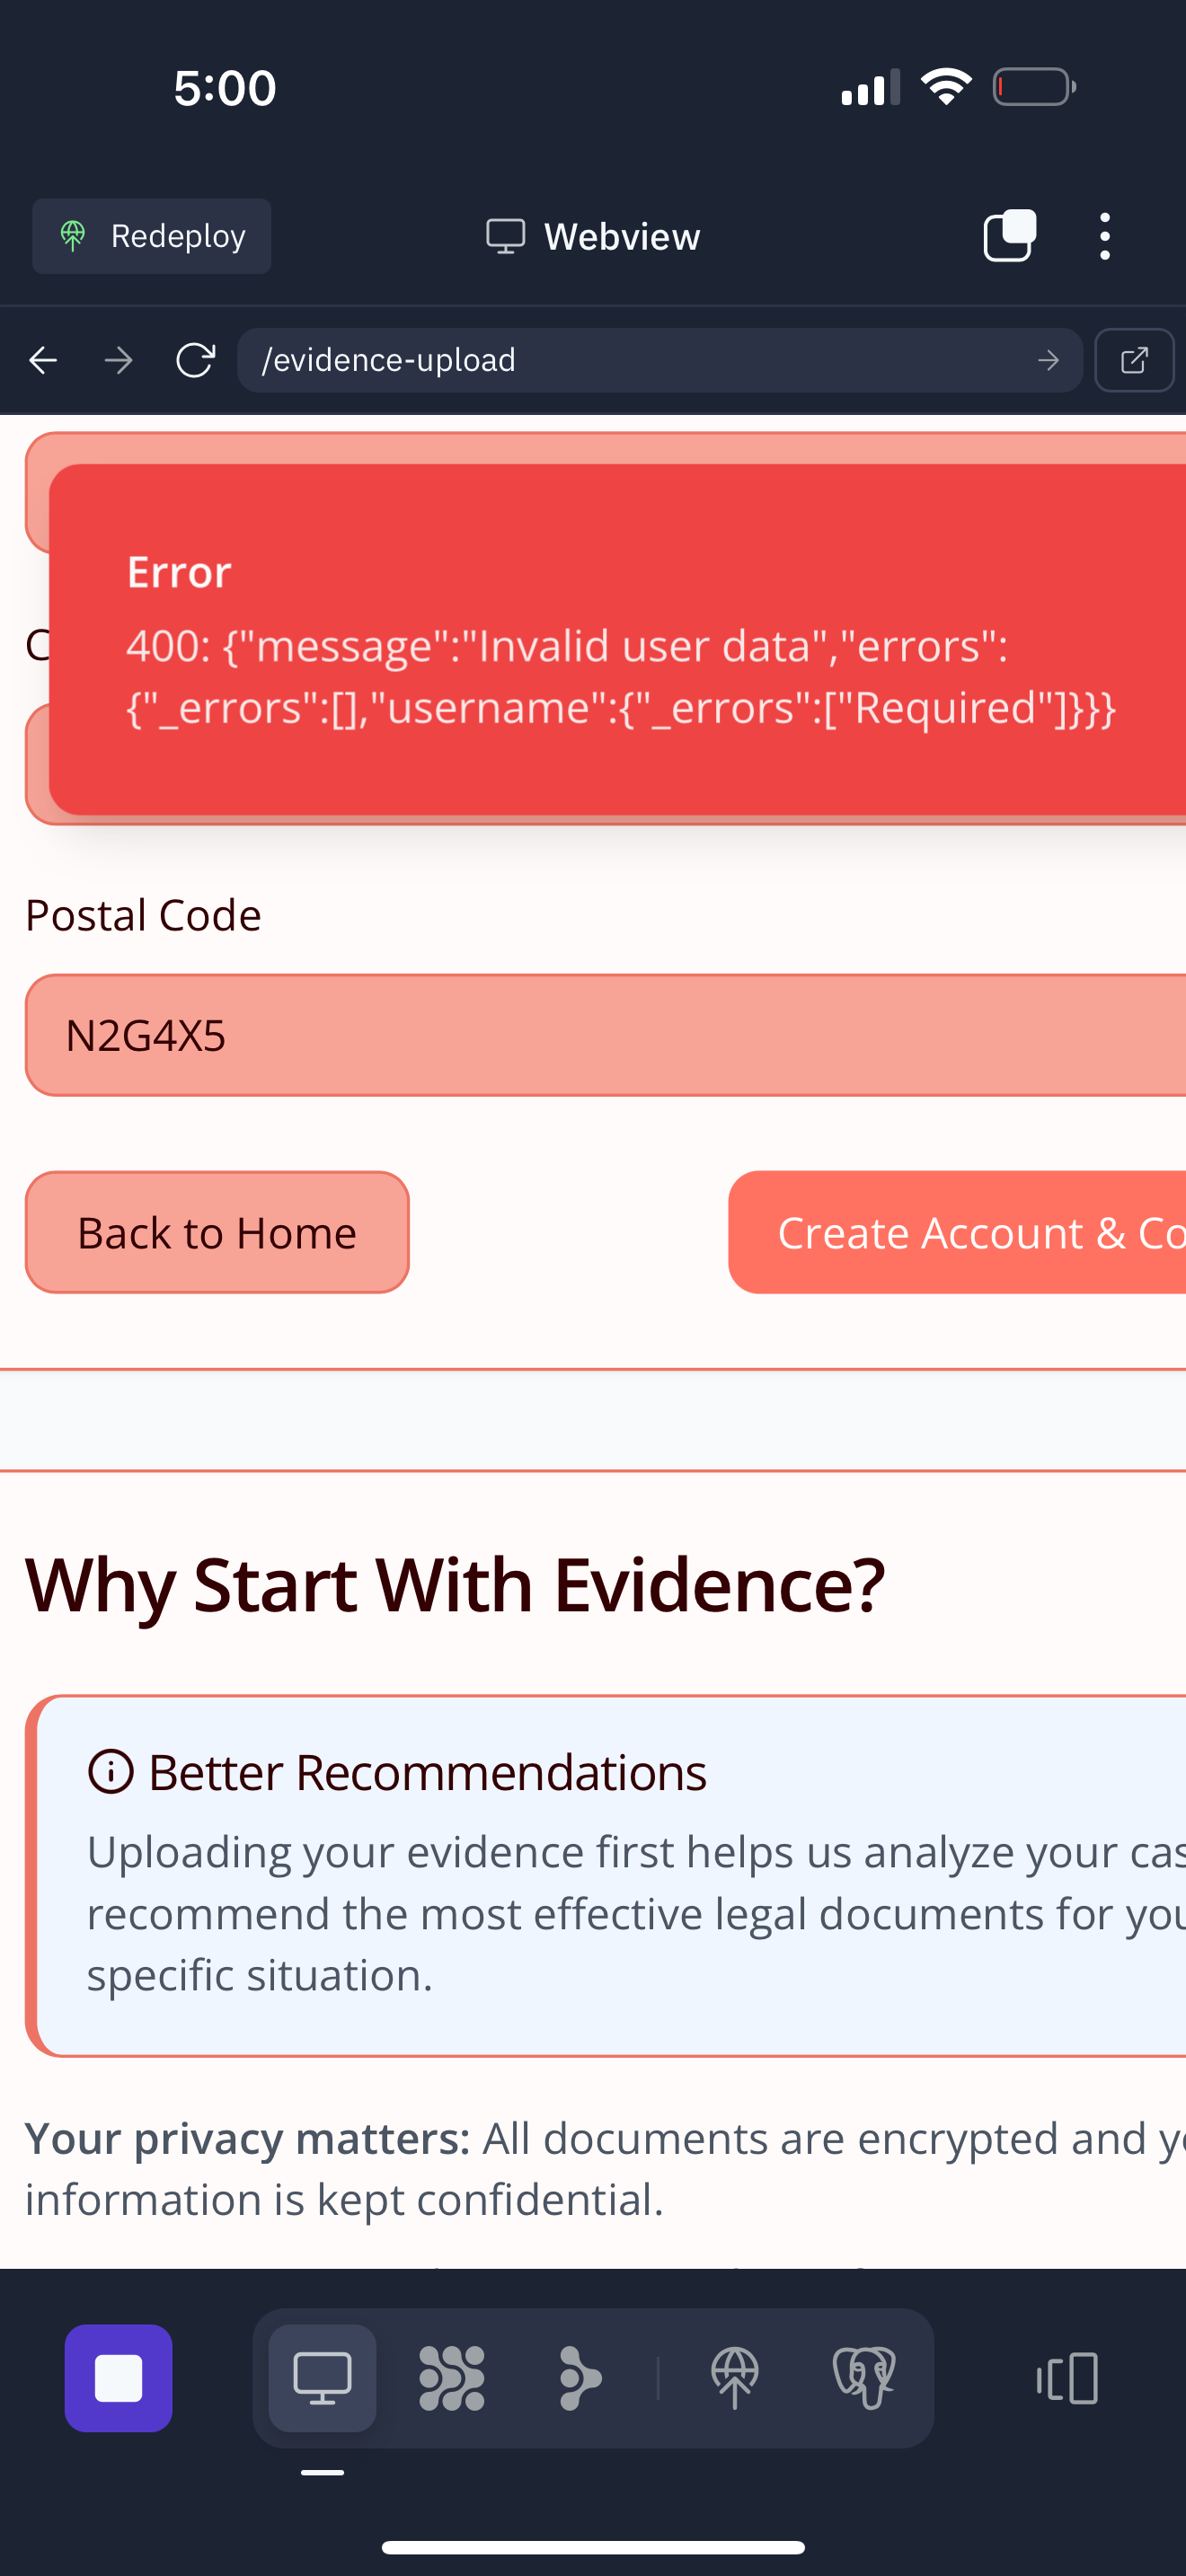 5:00
Redeploy
Webview
/evidence-upload
Error
400: {"message":"Invalid user data","errors":
{"_errors":[],"username":{"_errors":["Required"]}}}
C
Postal Code
N2G4X5
Back to Home
Create Account & Co
Why Start With Evidence?
Better Recommendations
Uploading your evidence first helps us analyze your cas
recommend the most effective legal documents for you
specific situation.
Your privacy matters: All documents are encrypted and yo
information is kept confidential.